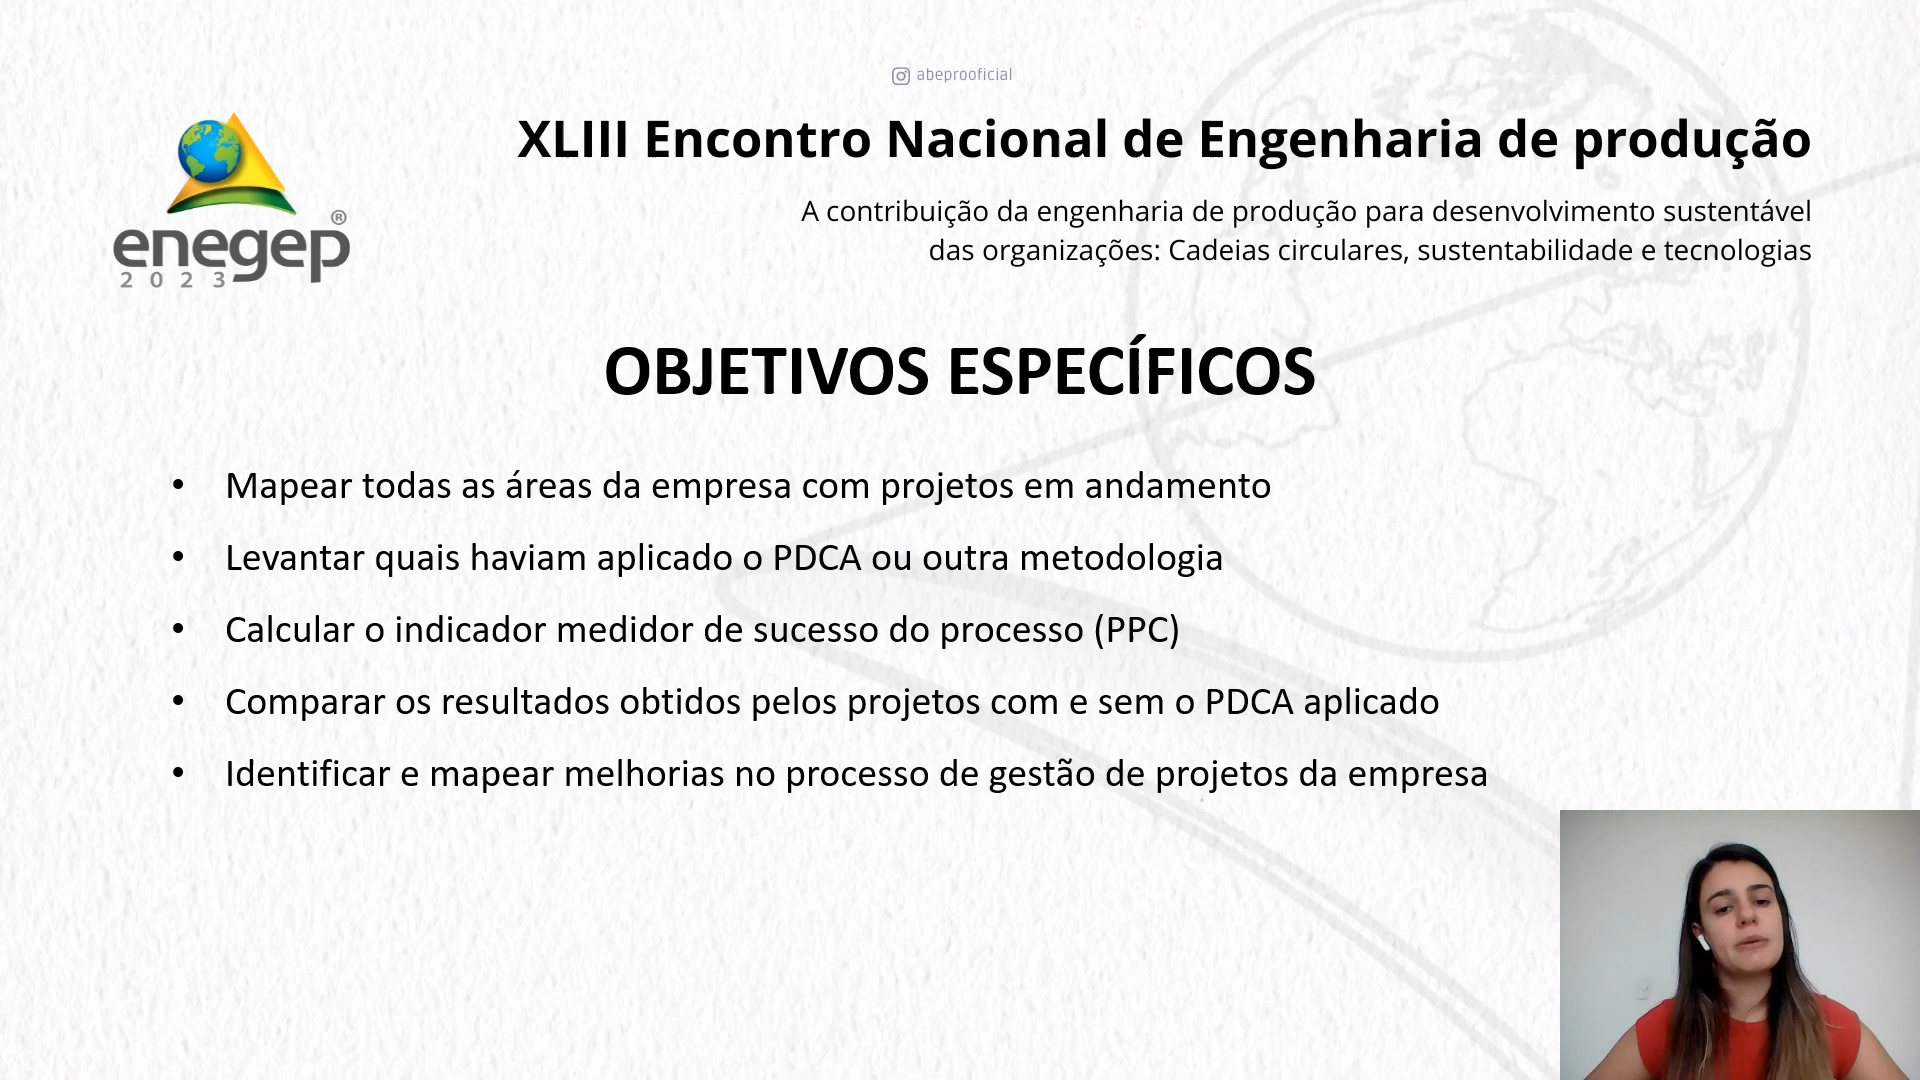 abeprooficial
XLIII Encontro Nacional de Engenharia de produção
A contribuição da engenharia de produção para desenvolvimento sustentável
das organizações: Cadeias circulares, sustentabilidade e tecnologias
enegep®
2023
OBJETIVOS ESPECÍFICOS
• Mapear todas as áreas da empresa com projetos em andamento
• Levantar quais haviam aplicado o PDCA ou outra metodologia
• Calcular o indicador medidor de sucesso do processo (PPC)
• Comparar os resultados obtidos pelos projetos com e sem o PDCA aplicado
• Identificar e mapear melhorias no processo de gestão de projetos da empresa